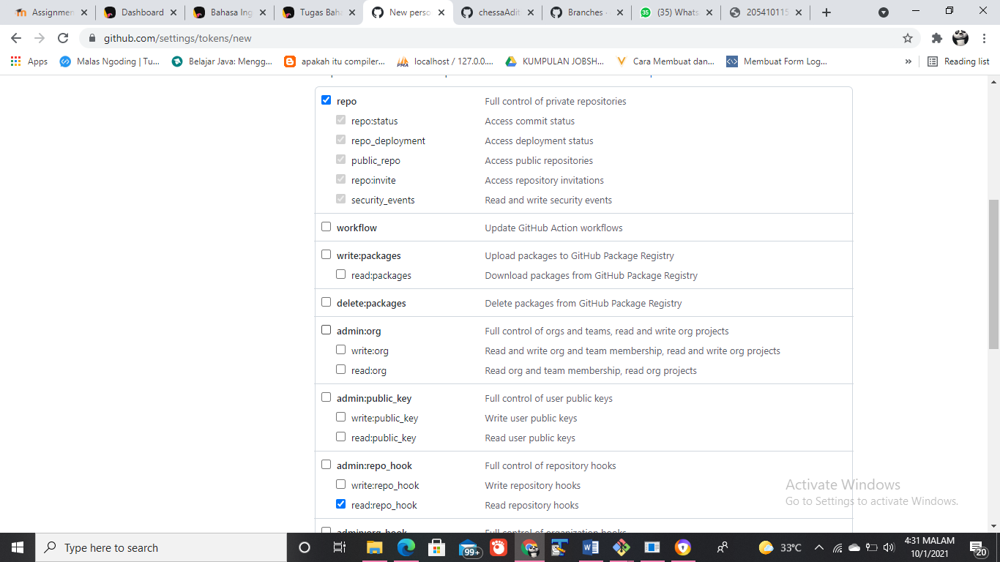 Assignmen
Dashboard
Bahasa Ing
Tugas Baha
New perso
chessaAdit
Branches
(35) Whats
205410115
github.com/settings/tokens/new
Apps
Malas Ngoding | Tu...
Belajar Java: Mengg...
apakah itu compiler...
localhost / 127.0.0....
KUMPULAN JOBSH...
Cara Membuat dan...
Membuat Form Log...
»
Reading list
repo Full control of private repositories
repo:status Access commit status
repo_deployment Access deployment status
public_repo Access public repositories
repo:invite Access repository invitations
security_events Read and write security events
workflow Update GitHub Action workflows
write:packages Upload packages to GitHub Package Registry
read:packages Download packages from GitHub Package Registry
delete:packages Delete packages from GitHub Package Registry
admin:org Full control of orgs and teams, read and write org projects
write:org Read and write org and team membership, read and write org projects
read:org Read org and team membership, read org projects
admin:public_key Full control of user public keys
write:public_key Write user public keys
read:public_key Read user public keys
admin:repo_hook Full control of repository hooks
write:repo_hook Write repository hooks
read:repo_hook Read repository hooks
admin:org_hook Full control of organization hooks
Activate Windows
Go to Settings to activate Windows.
Type here to search
99+
33°C
4:31 MALAM
10/1/2021
20